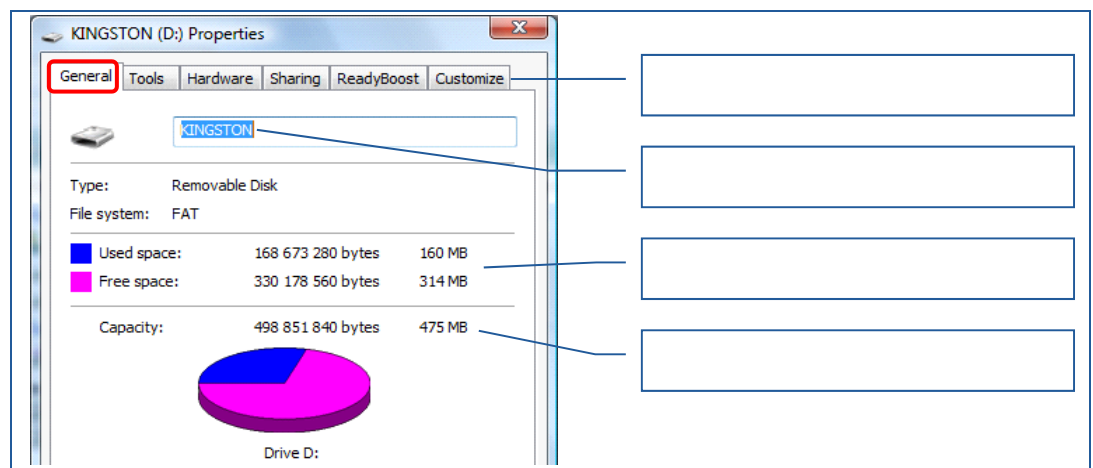 KINGSTON (D:) Properties
General Tools Hardware Sharing ReadyBoost Customize
KINGSTON
Type: Removable Disk
File system: FAT
Used space: 168 673 280 bytes 160 MB
Free space: 330 178 560 bytes 314 MB
Capacity: 498 851 840 bytes 475 MB
Drive D: